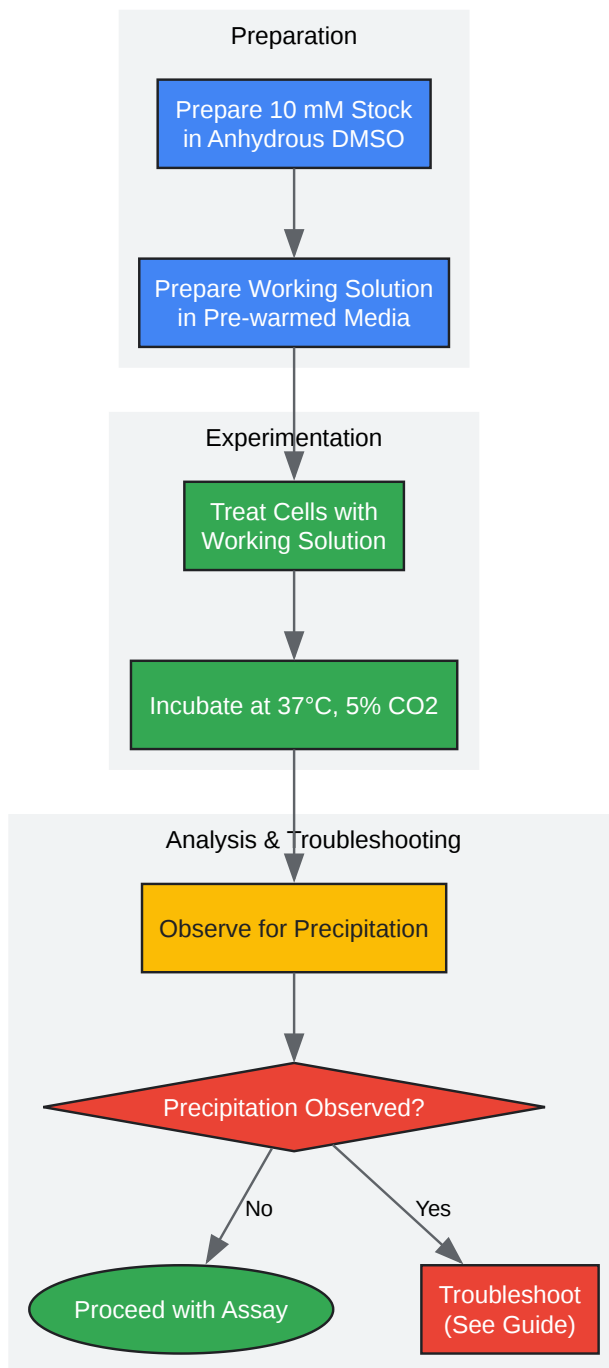 Preparation
Prepare 10 mM Stock
in Anhydrous DMSO
Prepare Working Solution
in Pre-warmed Media
Experimentation
Treat Cells with
Working Solution
Incubate at 37°C, 5% CO2
Analysis & Troubleshooting
Observe for Precipitation
Precipitation Observed?
No
Yes
Proceed with Assay
Troubleshoot
(See Guide)